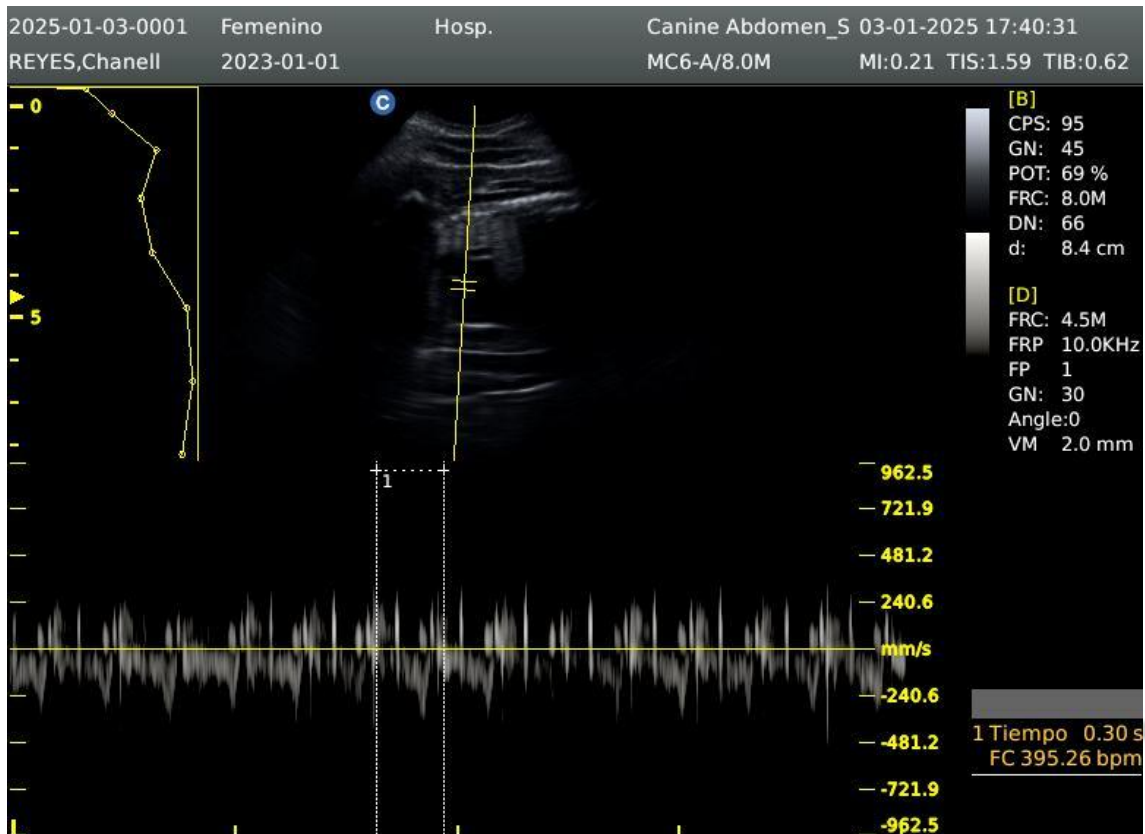 2025-01-03-0001 Femenino Hosp. Canine Abdomen_S 03-01-2025 17:40:31
REYES,Chanell 2023-01-01 MC6-A/8.0M MI:0.21 TIS:1.59 TIB:0.62
0
5
C
[B]
CPS: 95
GN: 45
POT: 69 %
FRC: 8.0M
DN: 66
d: 8.4 cm
[D]
FRC: 4.5M
FRP 10.0KHz
FP 1
GN: 30
Angle:0
VM 2.0 mm
1
962.5
721.9
481.2
240.6
mm/s
-240.6
-481.2
-721.9
-962.5
1 Tiempo 0.30 s
FC 395.26 bpm